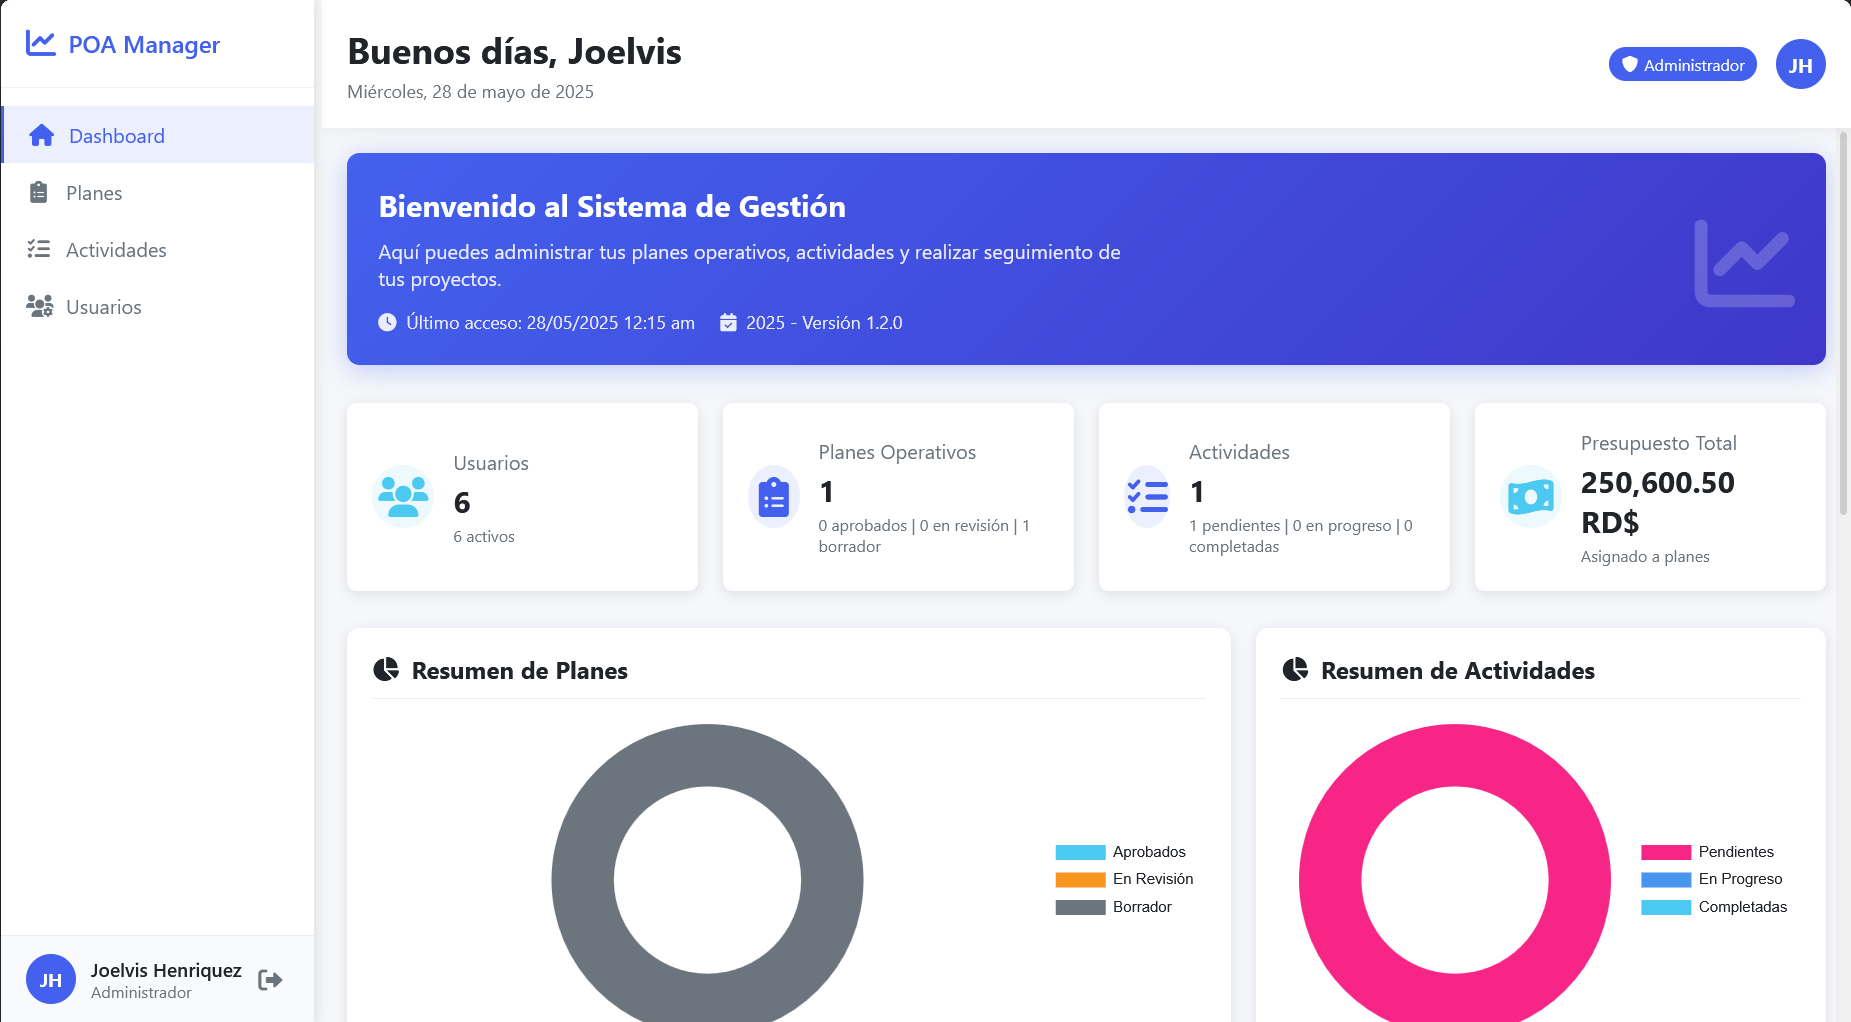 POA Manager
Dashboard
Planes
Actividades
Usuarios
JH
Joelvis Henriquez
Administrador
Buenos días, Joelvis
Miércoles, 28 de mayo de 2025
Administrador
JH
Bienvenido al Sistema de Gestión
Aquí puedes administrar tus planes operativos, actividades y realizar seguimiento de
tus proyectos.
Último acceso: 28/05/2025 12:15 am
2025 - Versión 1.2.0
Usuarios
6
6 activos
Planes Operativos
1
0 aprobados | 0 en revisión | 1
borrador
Actividades
1
1 pendientes | 0 en progreso | 0
completadas
Presupuesto Total
250,600.50
RD$
Asignado a planes
Resumen de Planes
Aprobados
En Revisión
Borrador
Resumen de Actividades
Pendientes
En Progreso
Completadas